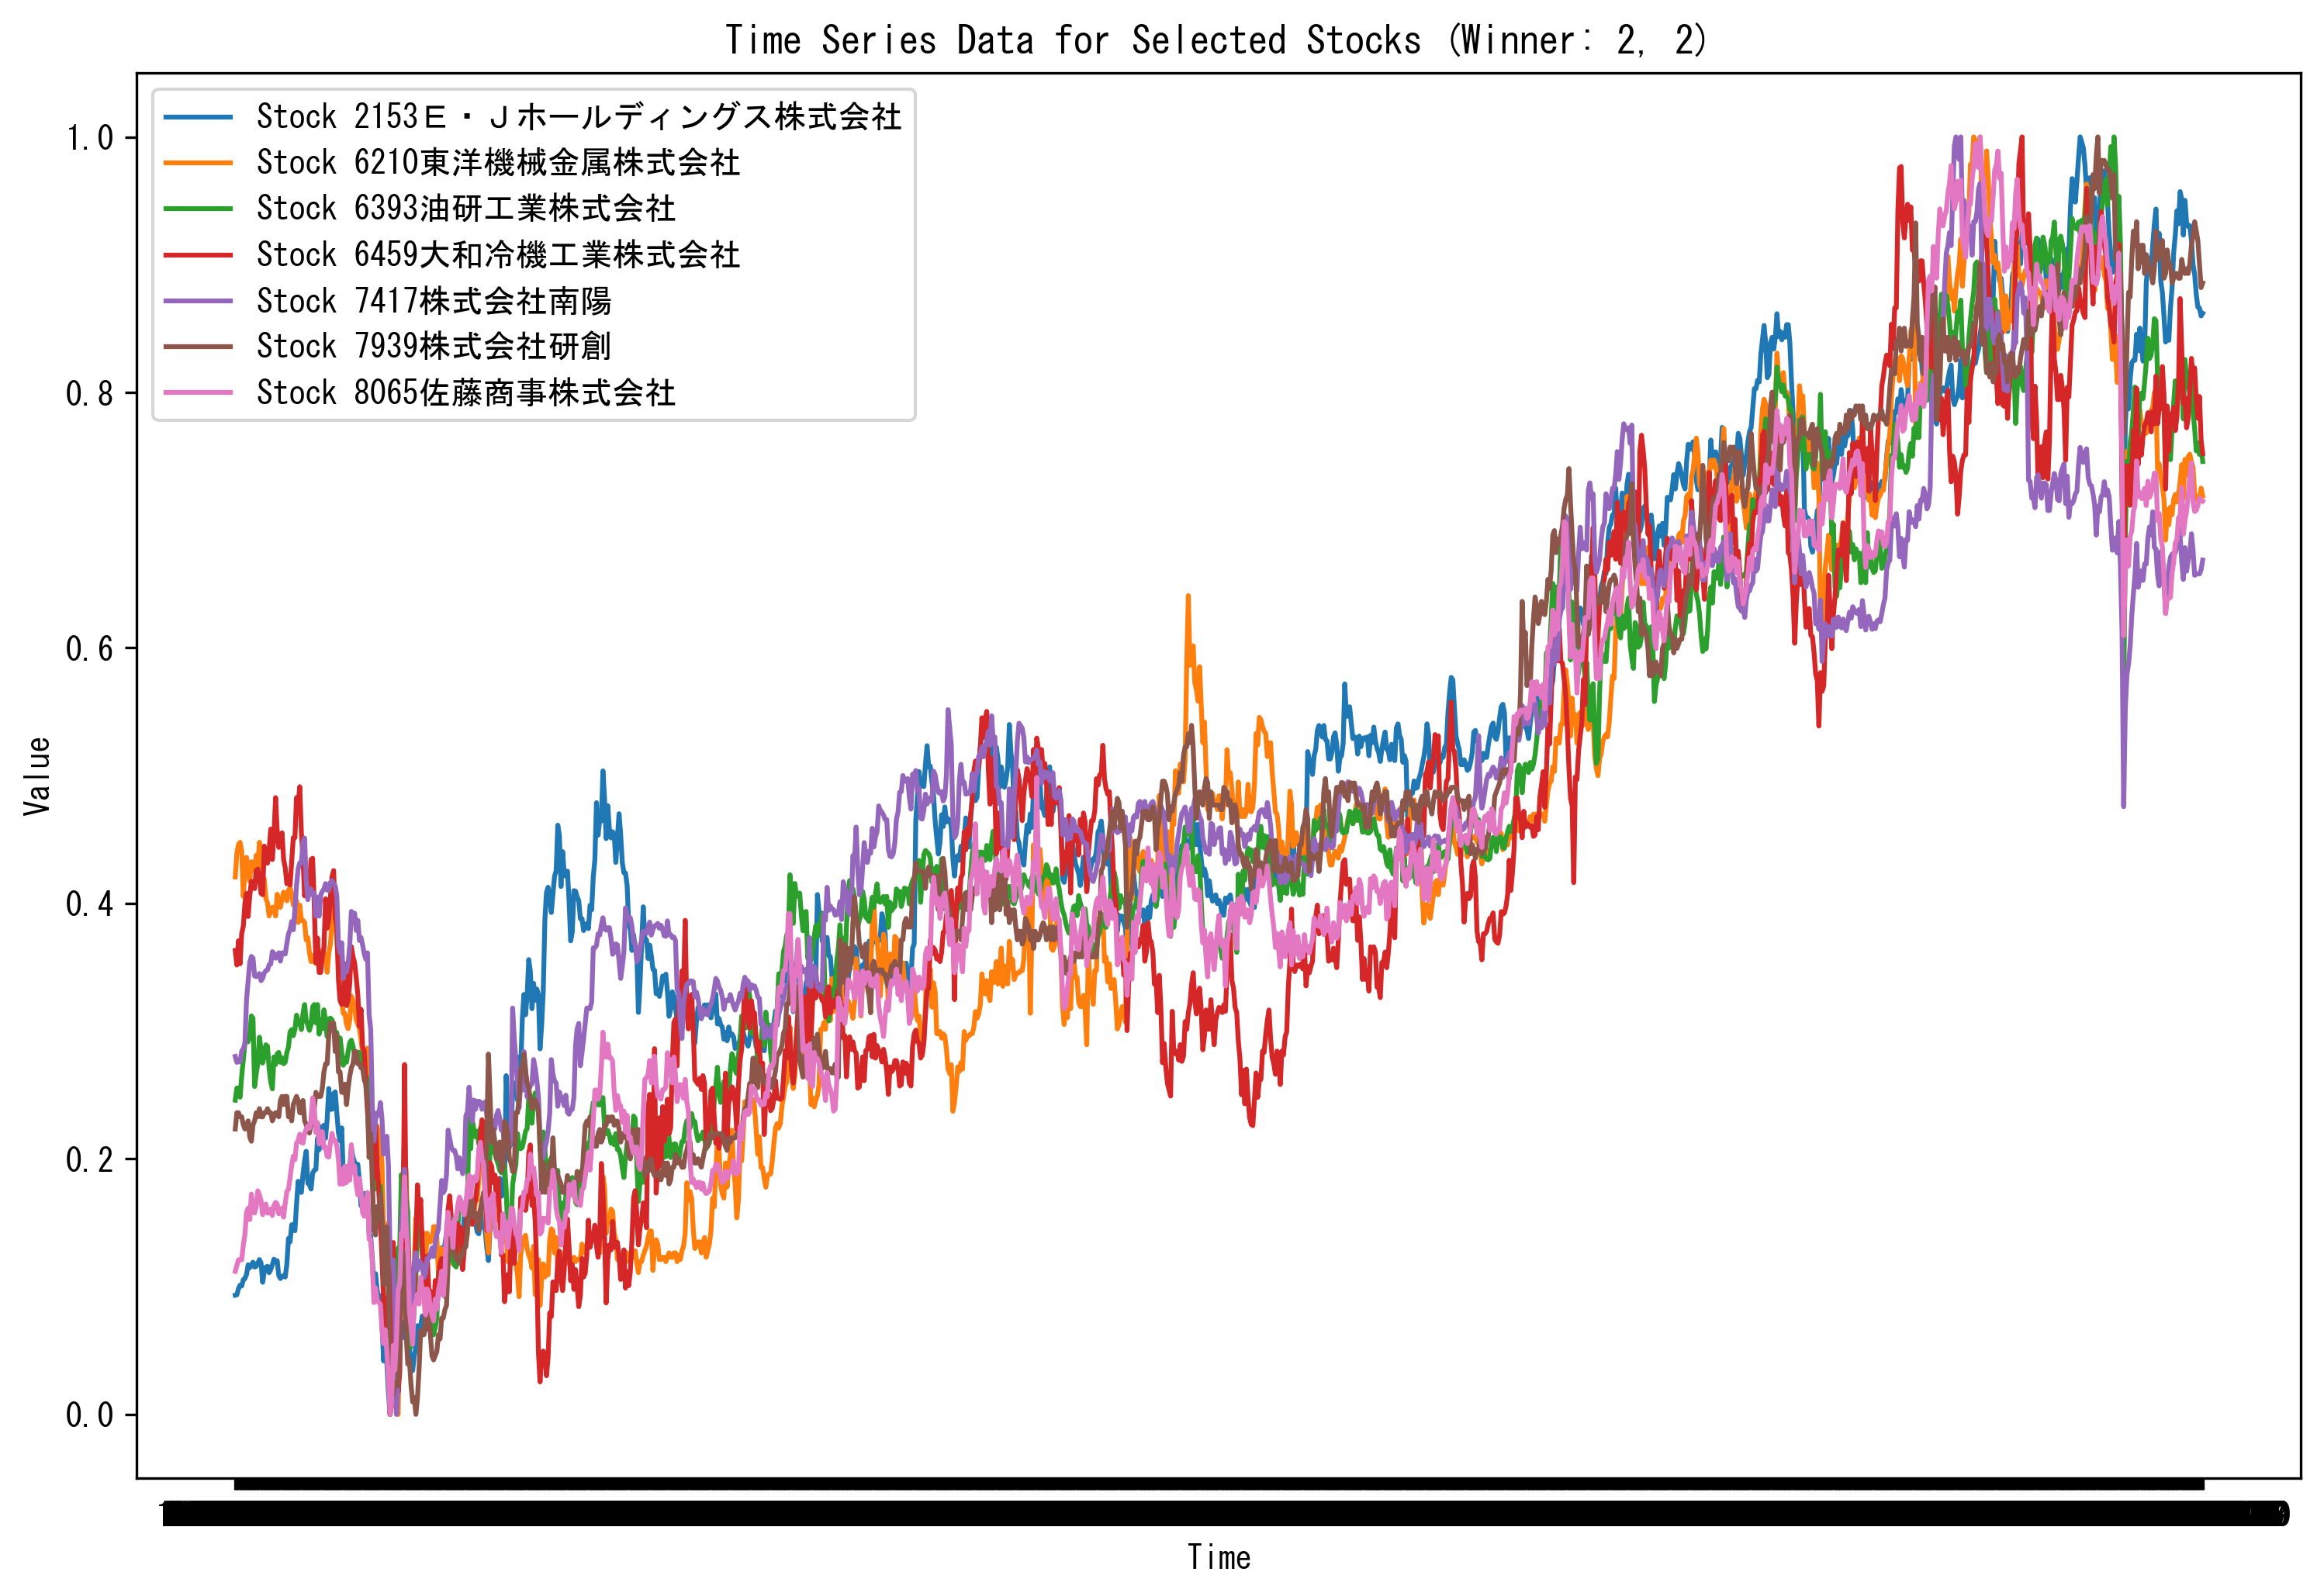 Time Series Data for Selected Stocks (Winner: 2, 2)
Stock 2153E・Jホールディングス株式会社
Stock 6210東洋機械金属株式会社
Stock 6393油研工業株式会社
Stock 6459大和冷機工業株式会社
Stock 7417株式会社南陽
Stock 7939株式会社研創
Stock 8065佐藤商事株式会社
1.0
0.8
0.6
0.4
0.2
0.0
Value
Time